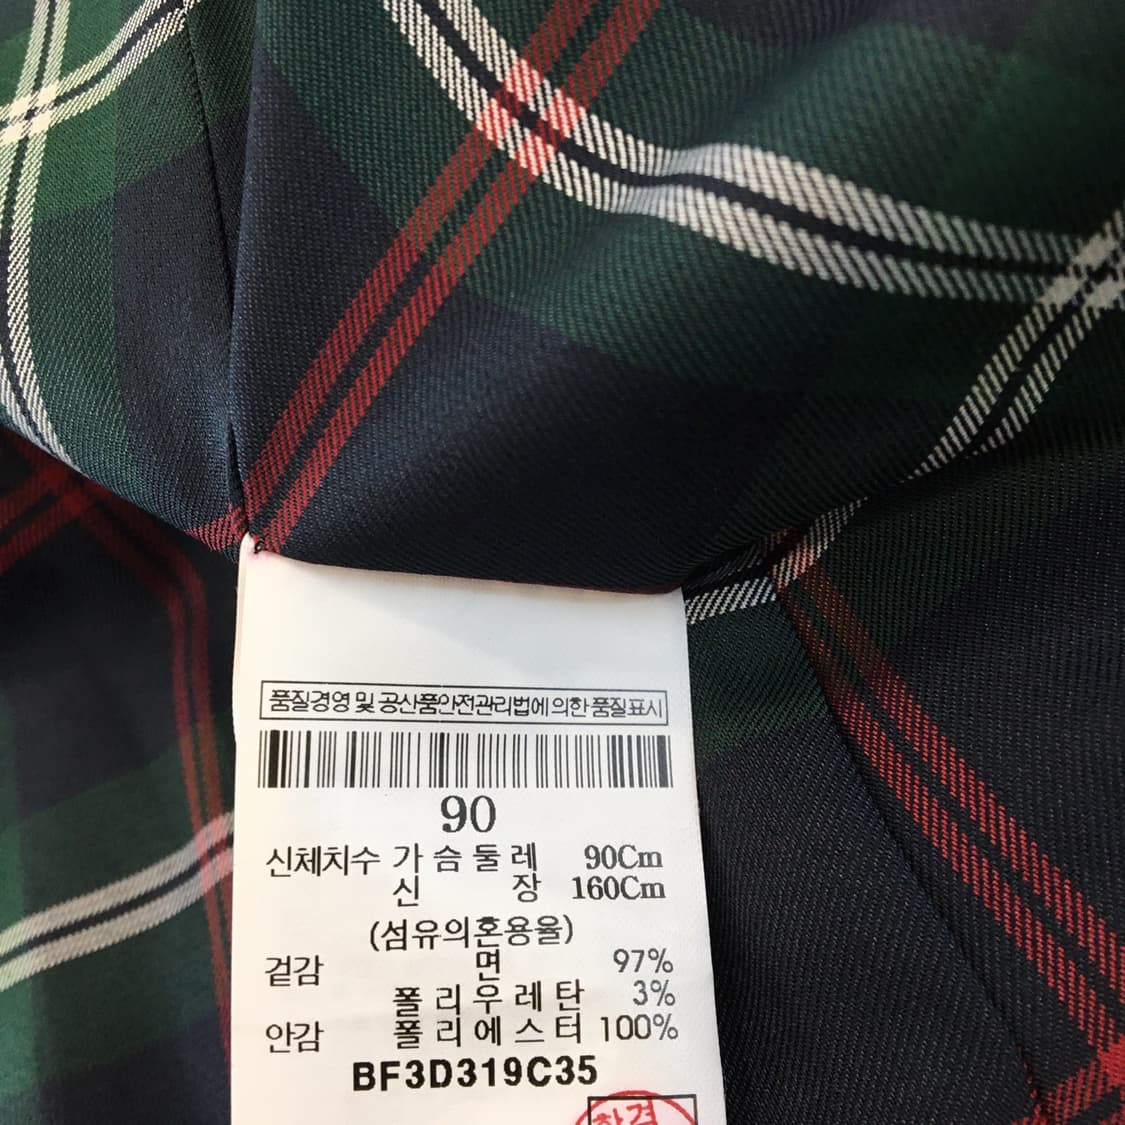 품질경영 및 공산품안전관리법에의한 품질표시
90
신체치수 가 슴 둘 레 90Cm
신 장 160Cm
(섬유의혼용율)
겉감 면 97%
폴 리 우 레 탄 3%
안감 폴 리 에 스 터 100%
BF3D319C35
합격